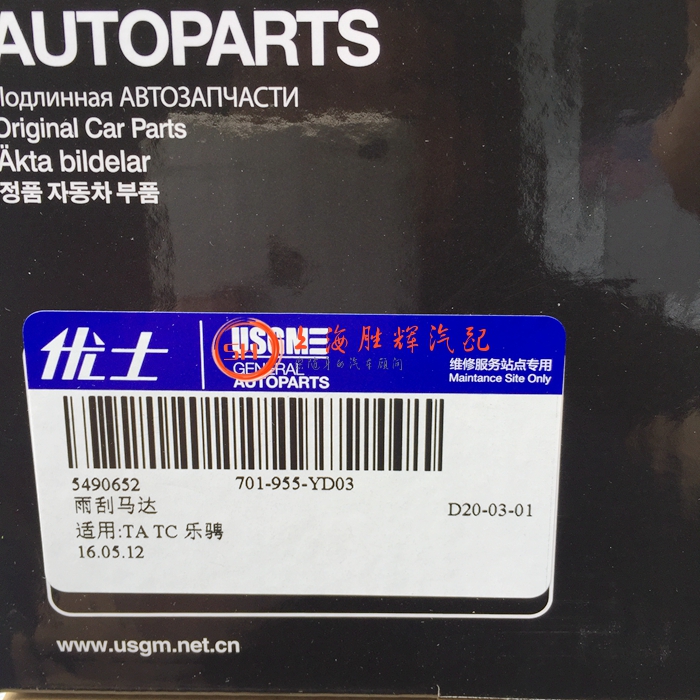 AUTOPARTS
Подлинная АВТОЗАПЧАСТИ
Original Car Parts
Äkta bildelar
정품 자동차 부품
优士
USGME
GENERAL
AUTOPARTS
SH
上海胜辉汽配
维修服务站点专用
Maintance Site Only
5490652
701-955-YD03
雨刮马达
D20-03-01
适用:TA TC 乐骋
16.05.12
www.usgm.net.cn